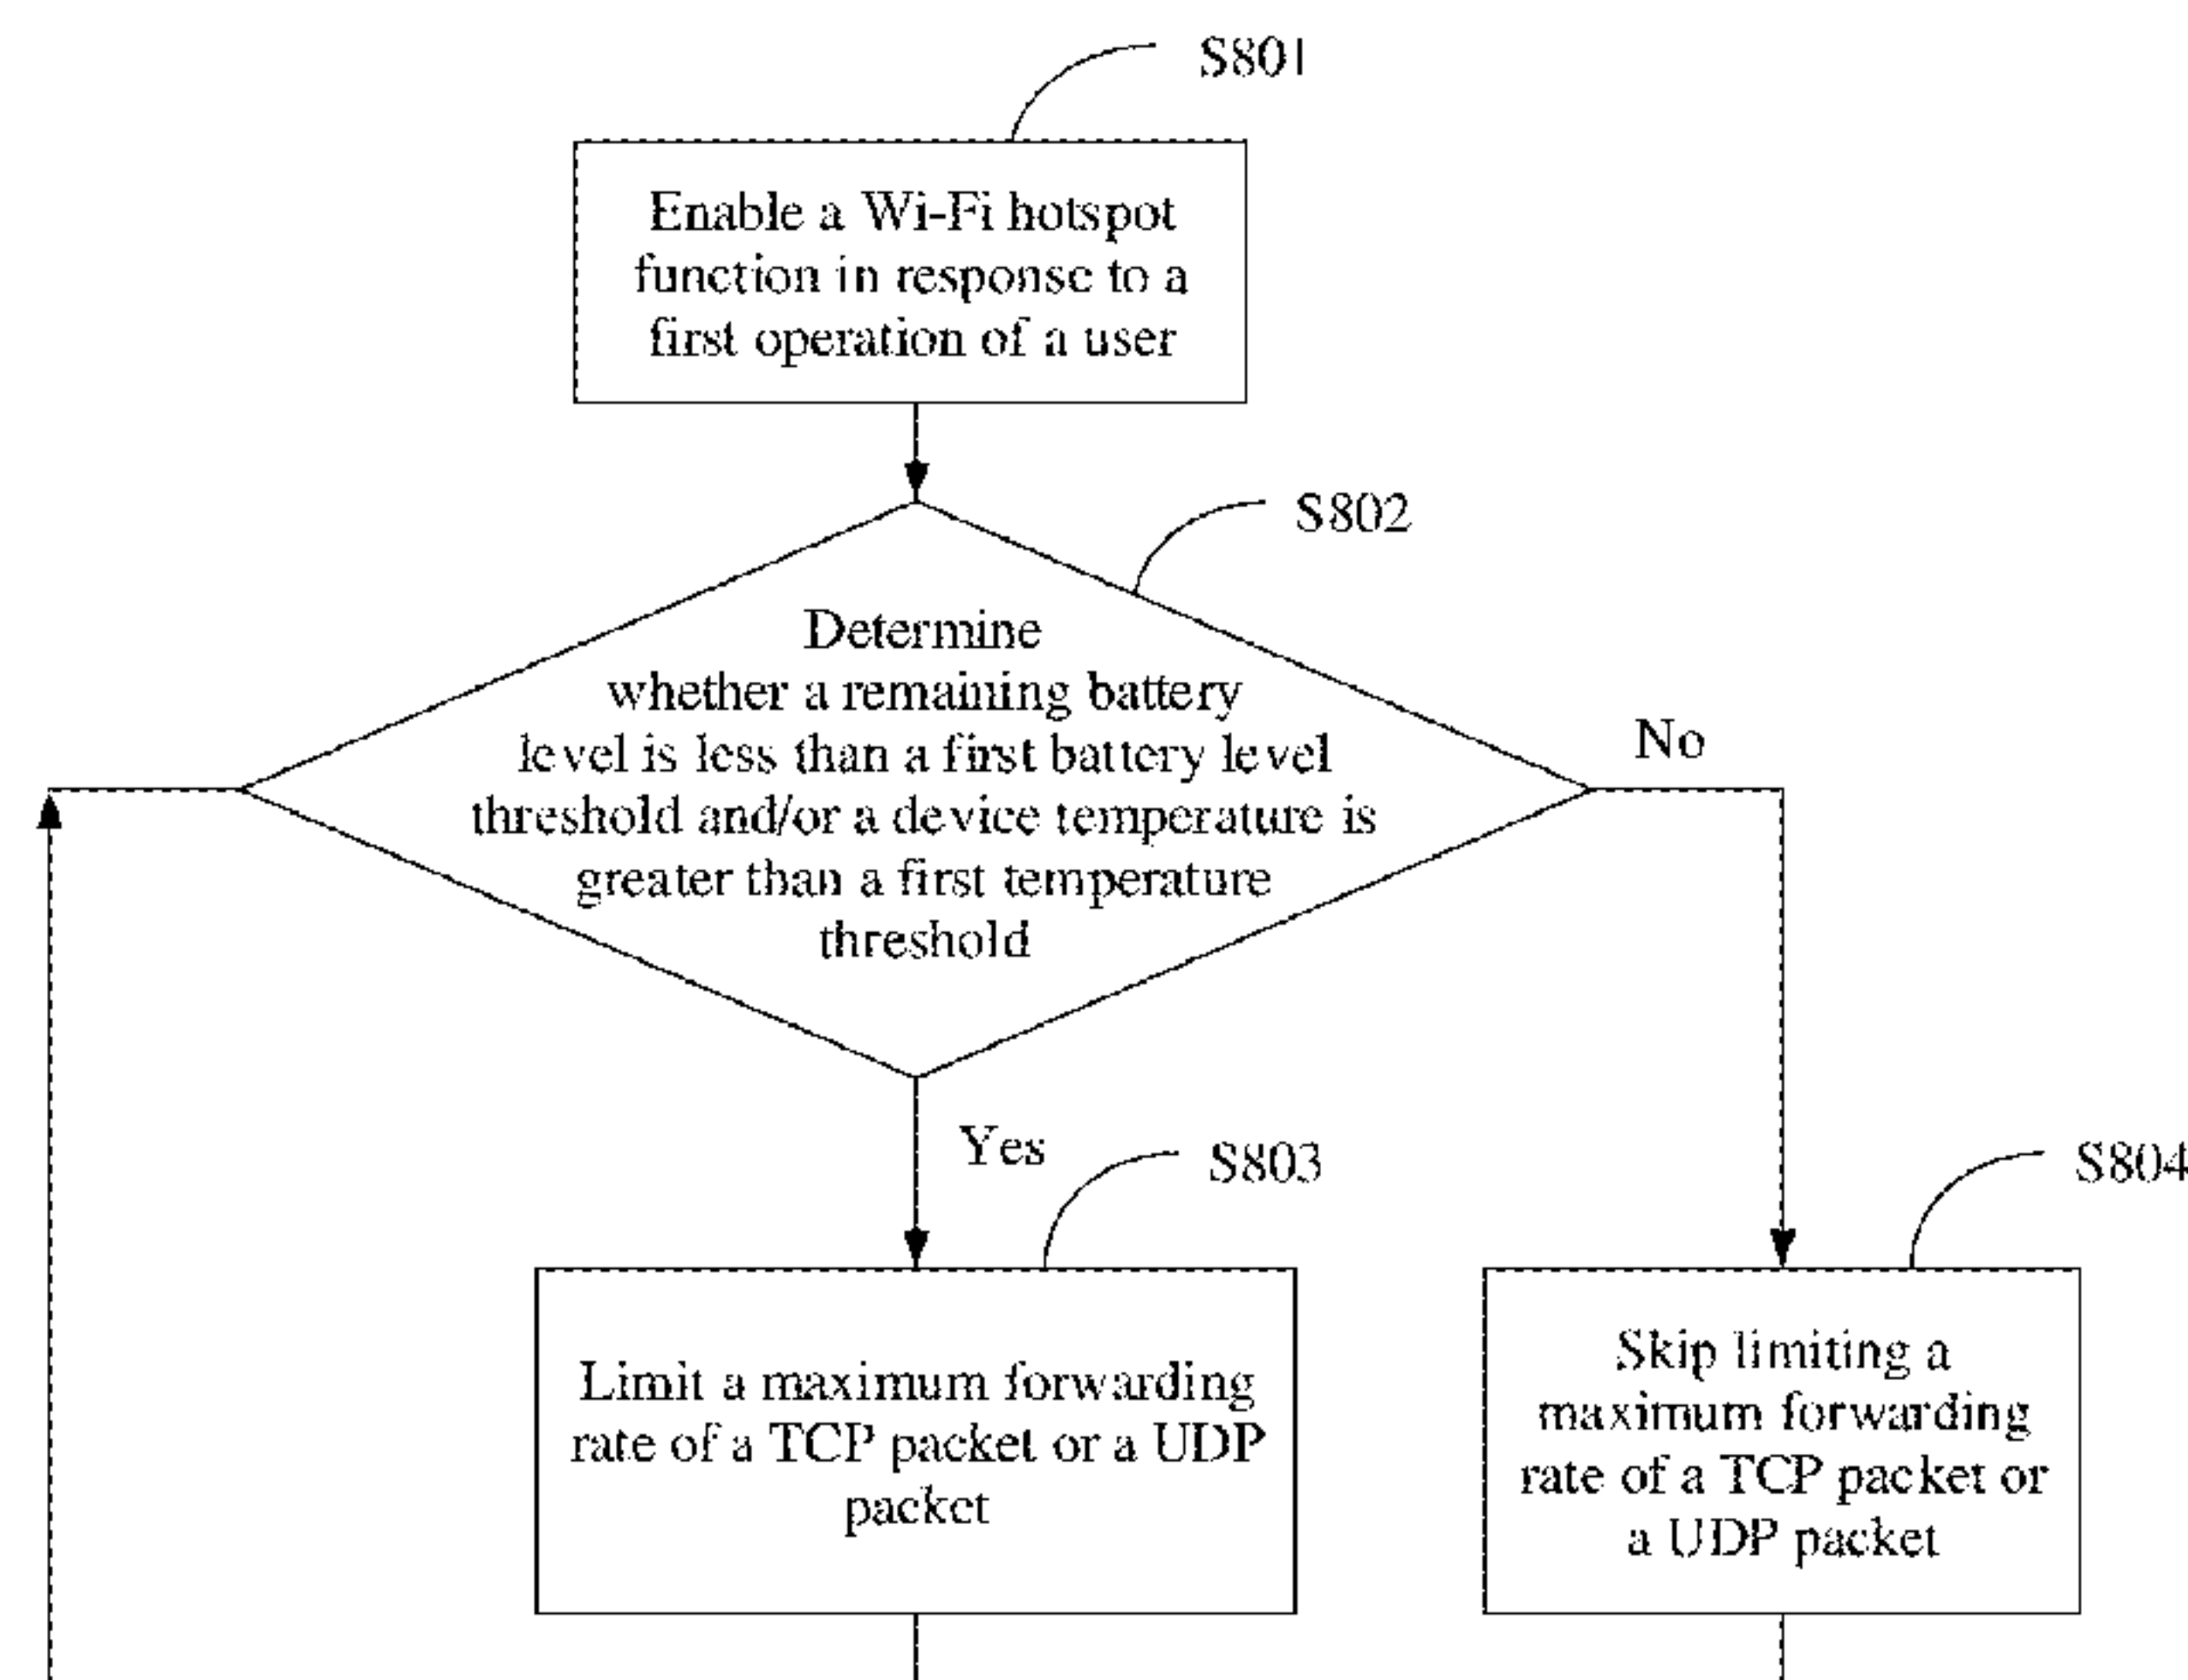 S801
Enable a Wi-Fi hotspot
function in response to a
first operation of a user
S802
Determine
whether a remaining battery
level is less than a first battery level
threshold and/or a device temperature is
greater than a first temperature
threshold
No
Yes
S803
S804
Limit a maximum forwarding
rate of a TCP packet or a UDP
packet
Skip limiting a
maximum forwarding
rate of a TCP packet or
a UDP packet